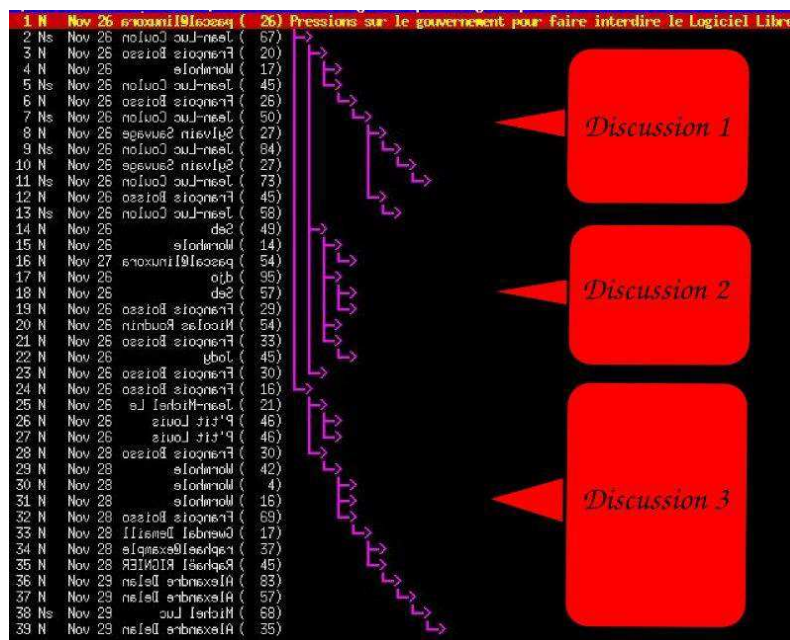 1 N Nov 26 pascal@linuxora ( 26) Pressions sur le gouvernement pour faire interdire le Logiciel Libre
2 Ns Nov 26 Jean-Luc Coulon ( 67)
3 N Nov 26 François Boisso ( 20)
4 N Nov 26 Wormhole ( 17)
5 Ns Nov 26 Jean-Luc Coulon ( 45)
6 N Nov 26 François Boisso ( 26)
7 Ns Nov 26 Jean-Luc Coulon ( 50)
8 N Nov 26 Sylvain Sauvage ( 27)
9 Ns Nov 26 Jean-Luc Coulon ( 84)
10 N Nov 26 Sylvain Sauvage ( 27)
11 Ns Nov 26 Jean-Luc Coulon ( 73)
12 N Nov 26 François Boisso ( 45)
13 Ns Nov 26 Jean-Luc Coulon ( 58)
14 N Nov 26 Seb ( 49)
15 N Nov 26 Wormhole ( 14)
16 N Nov 27 pascal@linuxora ( 54)
17 N Nov 26 djo ( 95)
18 N Nov 26 Seb ( 57)
19 N Nov 26 François Boisso ( 29)
20 N Nov 26 Nicolas Roudnin ( 54)
21 N Nov 26 François Boisso ( 33)
22 N Nov 26 Jody ( 45)
23 N Nov 26 François Boisso ( 30)
24 N Nov 26 François Boisso ( 16)
25 N Nov 26 Jean-Michel Le ( 21)
26 N Nov 26 P'tit Louis ( 46)
27 N Nov 26 P'tit Louis ( 46)
28 N Nov 28 François Boisso ( 30)
29 N Nov 28 Wormhole ( 42)
30 N Nov 28 Wormhole ( 4)
31 N Nov 28 Wormhole ( 16)
32 N Nov 28 François Boisso ( 69)
33 N Nov 28 Gwendal Demaill ( 17)
34 N Nov 28 raphael@example ( 37)
35 N Nov 28 Raphaël RIGNIER ( 45)
36 N Nov 29 Alexandre Delan ( 83)
37 N Nov 29 Alexandre Delan ( 57)
38 Ns Nov 29 Michel Luc ( 68)
39 N Nov 29 Alexandre Delan ( 35)
Discussion 1
Discussion 2
Discussion 3